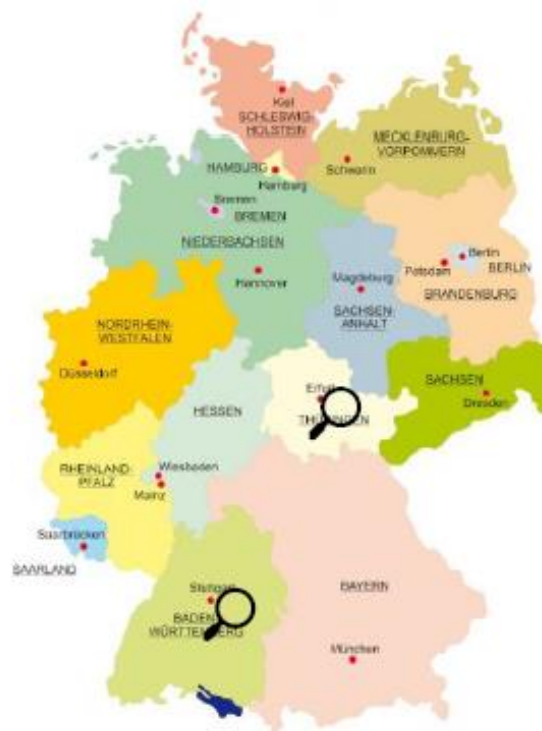 Kiel
SCHLESWIG-
HOLSTEIN
MECKLENBURG-
VORPOMMERN
Schwerin
HAMBURG
Hamburg
Bremen
BREMEN
NIEDERSACHSEN
Hannover
Berlin
BERLIN
Potsdam
BRANDENBURG
Magdeburg
SACHSEN-
ANHALT
NORDRHEIN-
WESTFALEN
Düsseldorf
SACHSEN
Dresden
Erfurt
THÜRINGEN
HESSEN
Wiesbaden
Mainz
RHEINLAND-
PFALZ
Saarbrücken
SAARLAND
Stuttgart
BADEN
WÜRTTEMBERG
BAYERN
München